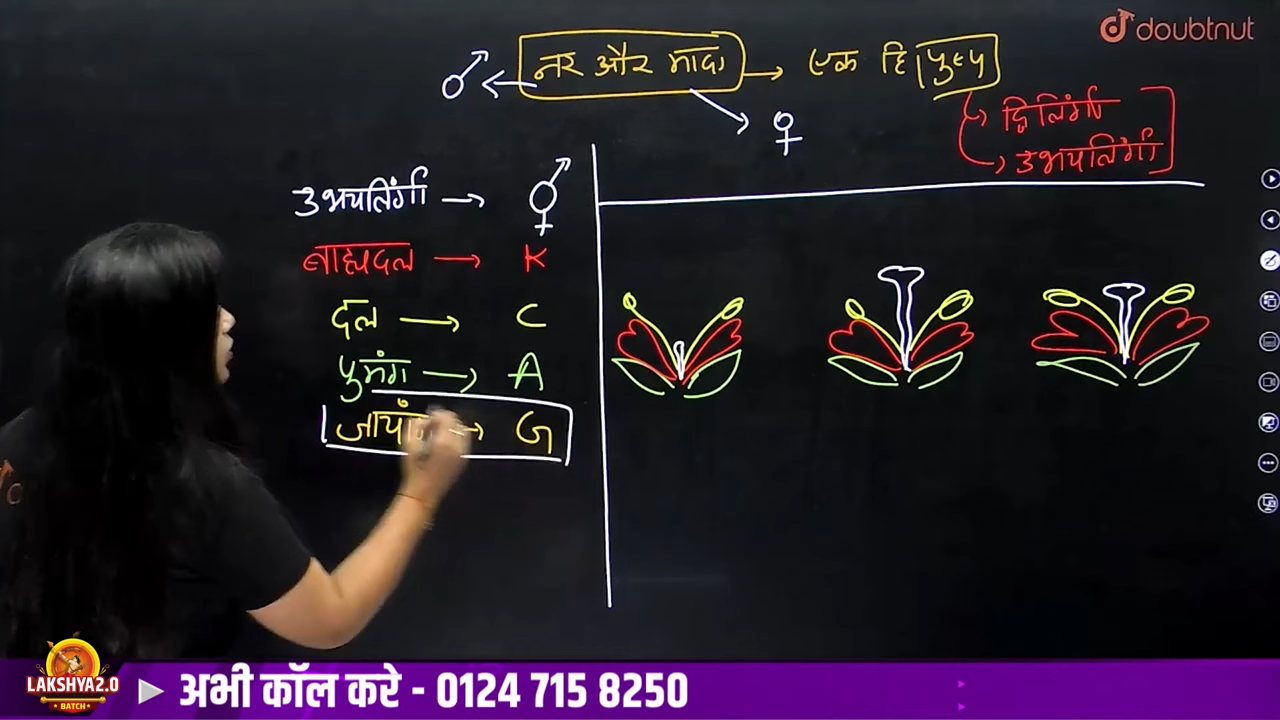 doubtnut
नर और मादा → एक हि पुष्प
♂ ♀
द्विलिंगी
उभयलिंगी
उभयलिंगी →
बाह्यदल → K
दल → C
पुमंग → A
जायांग → G
LAKSHYA2.0
BATCH
अभी कॉल करे - 0124 715 8250